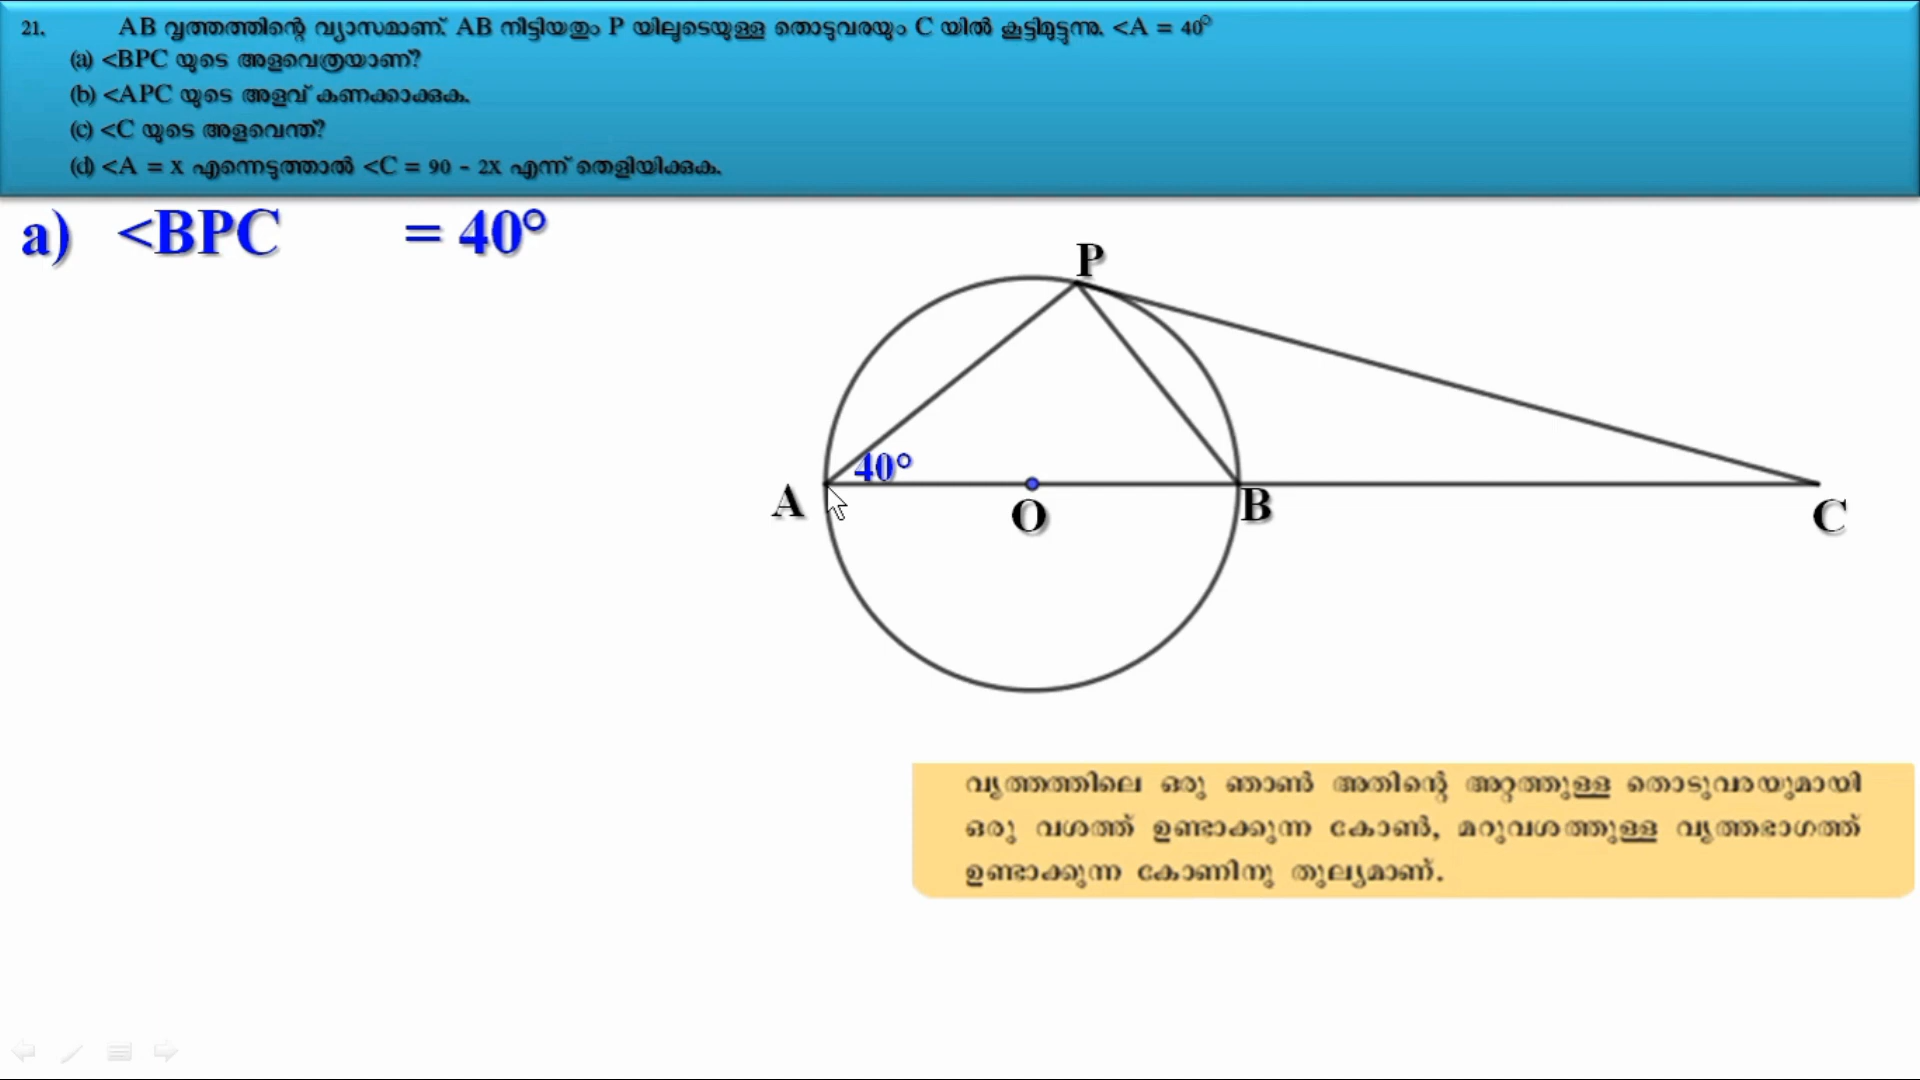 21. AB വൃത്തത്തിന്റെ വ്യാസമാണ്. AB നീട്ടിയതും P യിലൂടെയുള്ള തൊടുവരയും C യിൽ കൂട്ടിമുട്ടുന്നു. <A = 40°
(a) <BPC യുടെ അളവെത്രയാണ്?
(b) <APC യുടെ അളവ് കണക്കാക്കുക.
(c) <C യുടെ അളവെന്ത്?
(d) <A = x എന്നെടുത്താൽ <C = 90 - 2x എന്ന് തെളിയിക്കുക.
a) <BPC = 40°
P
40°
A
O
B
C
വൃത്തത്തിലെ ഒരു ഞാൺ അതിന്റെ അറ്റത്തുള്ള തൊടുവരയുമായി
ഒരു വശത്ത് ഉണ്ടാക്കുന്ന കോൺ, മറുവശത്തുള്ള വൃത്തഭാഗത്ത്
ഉണ്ടാക്കുന്ന കോണിനു തുല്യമാണ്.